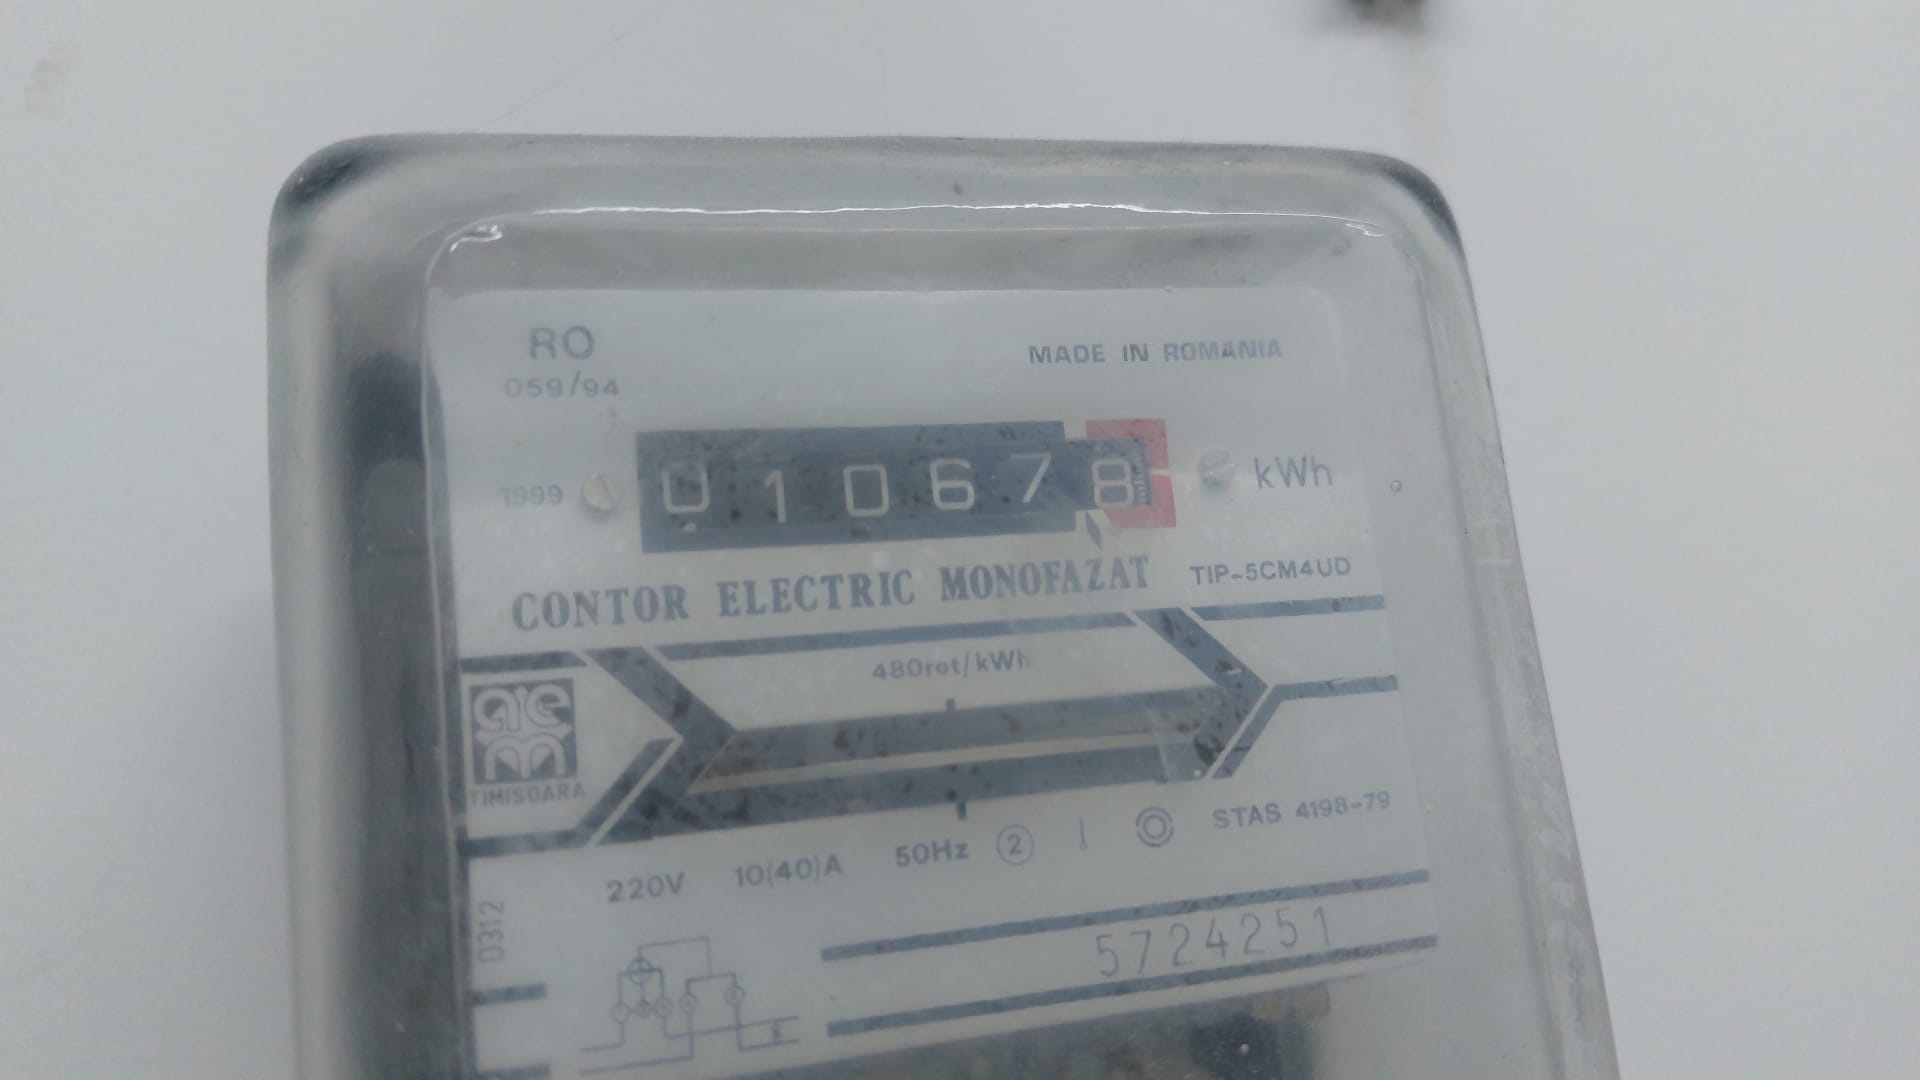 RO
059/94
MADE IN ROMANIA
1999
010678
kWh
CONTOR ELECTRIC MONOFAZAT TIP-5CM4UD
480rot/kWh
aem
TIMISOARA
220V 10(40)A 50Hz 2 STAS 4198-79
0312
5724251